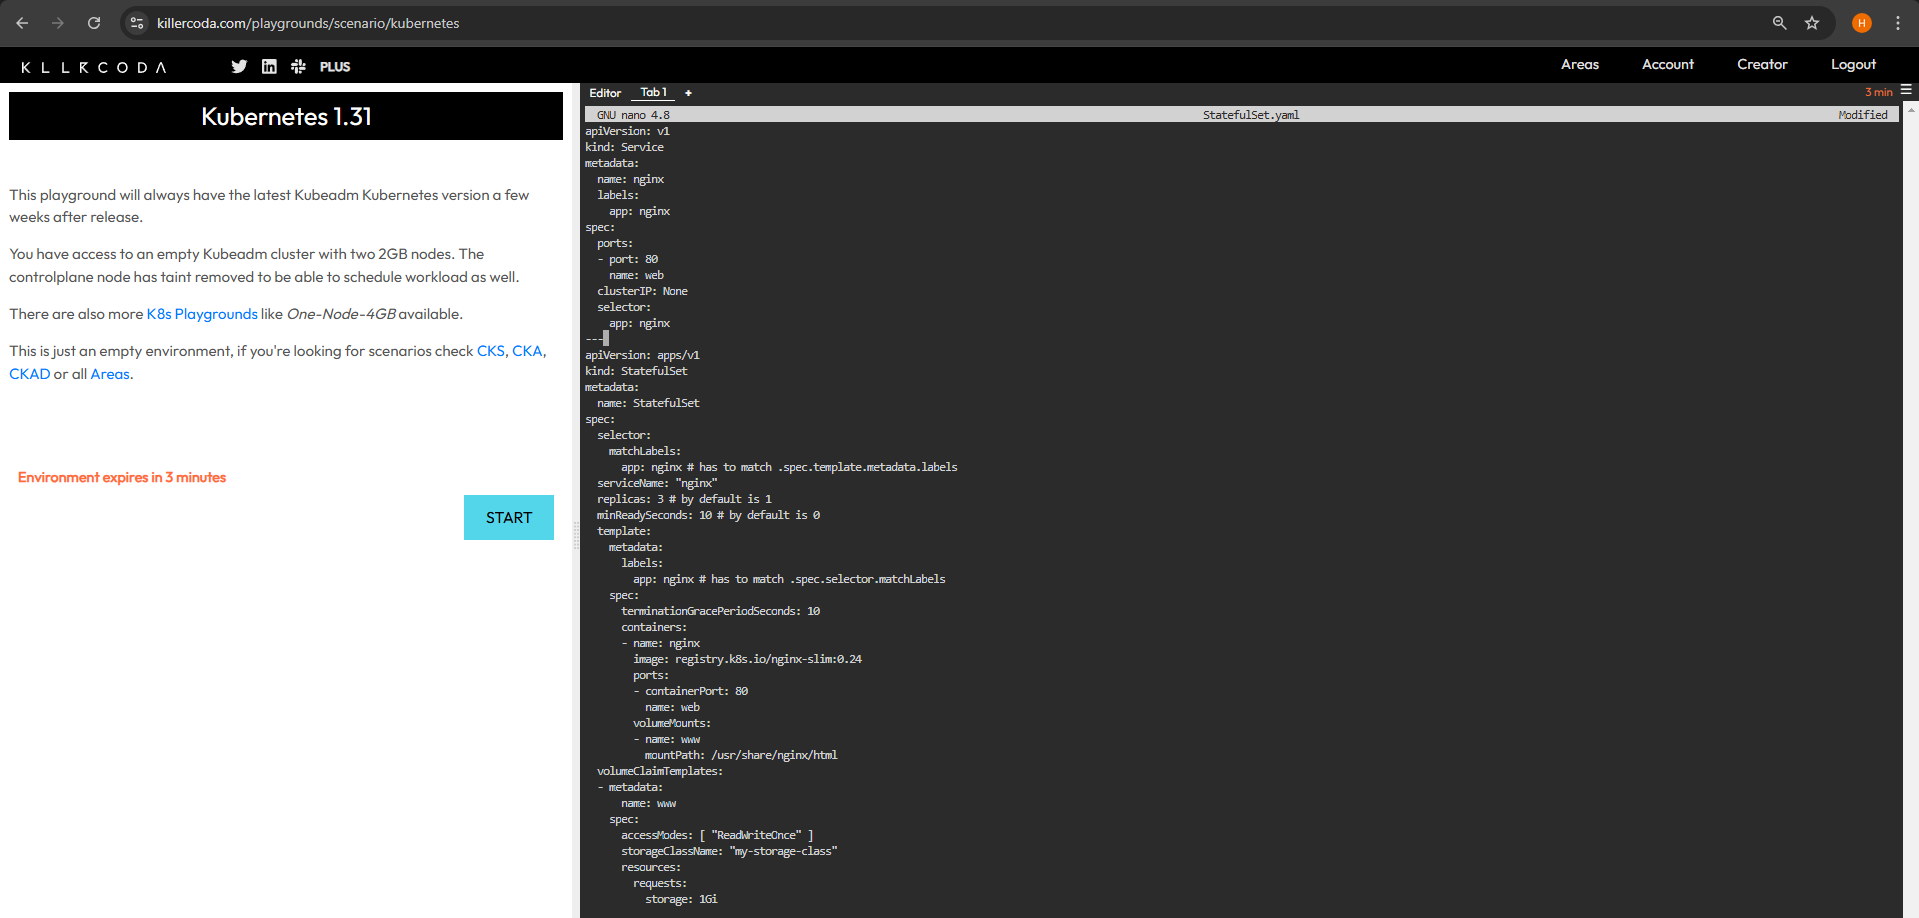 killercoda.com/playgrounds/scenario/kubernetes
H
KLLRCODA
PLUS
Areas
Account
Creator
Logout
Kubernetes 1.31
This playground will always have the latest Kubeadm Kubernetes version a few
weeks after release.
You have access to an empty Kubeadm cluster with two 2GB nodes. The
controlplane node has taint removed to be able to schedule workload as well.
There are also more K8s Playgrounds like One-Node-4GB available.
This is just an empty environment, if you're looking for scenarios check CKS, CKA,
CKAD or all Areas.
Environment expires in 3 minutes
START
Editor
Tab 1
+
3 min
GNU nano 4.8
StatefulSet.yaml
Modified
apiVersion: v1
kind: Service
metadata:
  name: nginx
  labels:
    app: nginx
spec:
  ports:
  - port: 80
    name: web
  clusterIP: None
  selector:
    app: nginx
---
apiVersion: apps/v1
kind: StatefulSet
metadata:
  name: StatefulSet
spec:
  selector:
    matchLabels:
      app: nginx # has to match .spec.template.metadata.labels
  serviceName: "nginx"
  replicas: 3 # by default is 1
  minReadySeconds: 10 # by default is 0
  template:
    metadata:
      labels:
        app: nginx # has to match .spec.selector.matchLabels
    spec:
      terminationGracePeriodSeconds: 10
      containers:
      - name: nginx
        image: registry.k8s.io/nginx-slim:0.24
        ports:
        - containerPort: 80
          name: web
        volumeMounts:
        - name: www
          mountPath: /usr/share/nginx/html
  volumeClaimTemplates:
  - metadata:
      name: www
    spec:
      accessModes: [ "ReadWriteOnce" ]
      storageClassName: "my-storage-class"
      resources:
        requests:
          storage: 1Gi